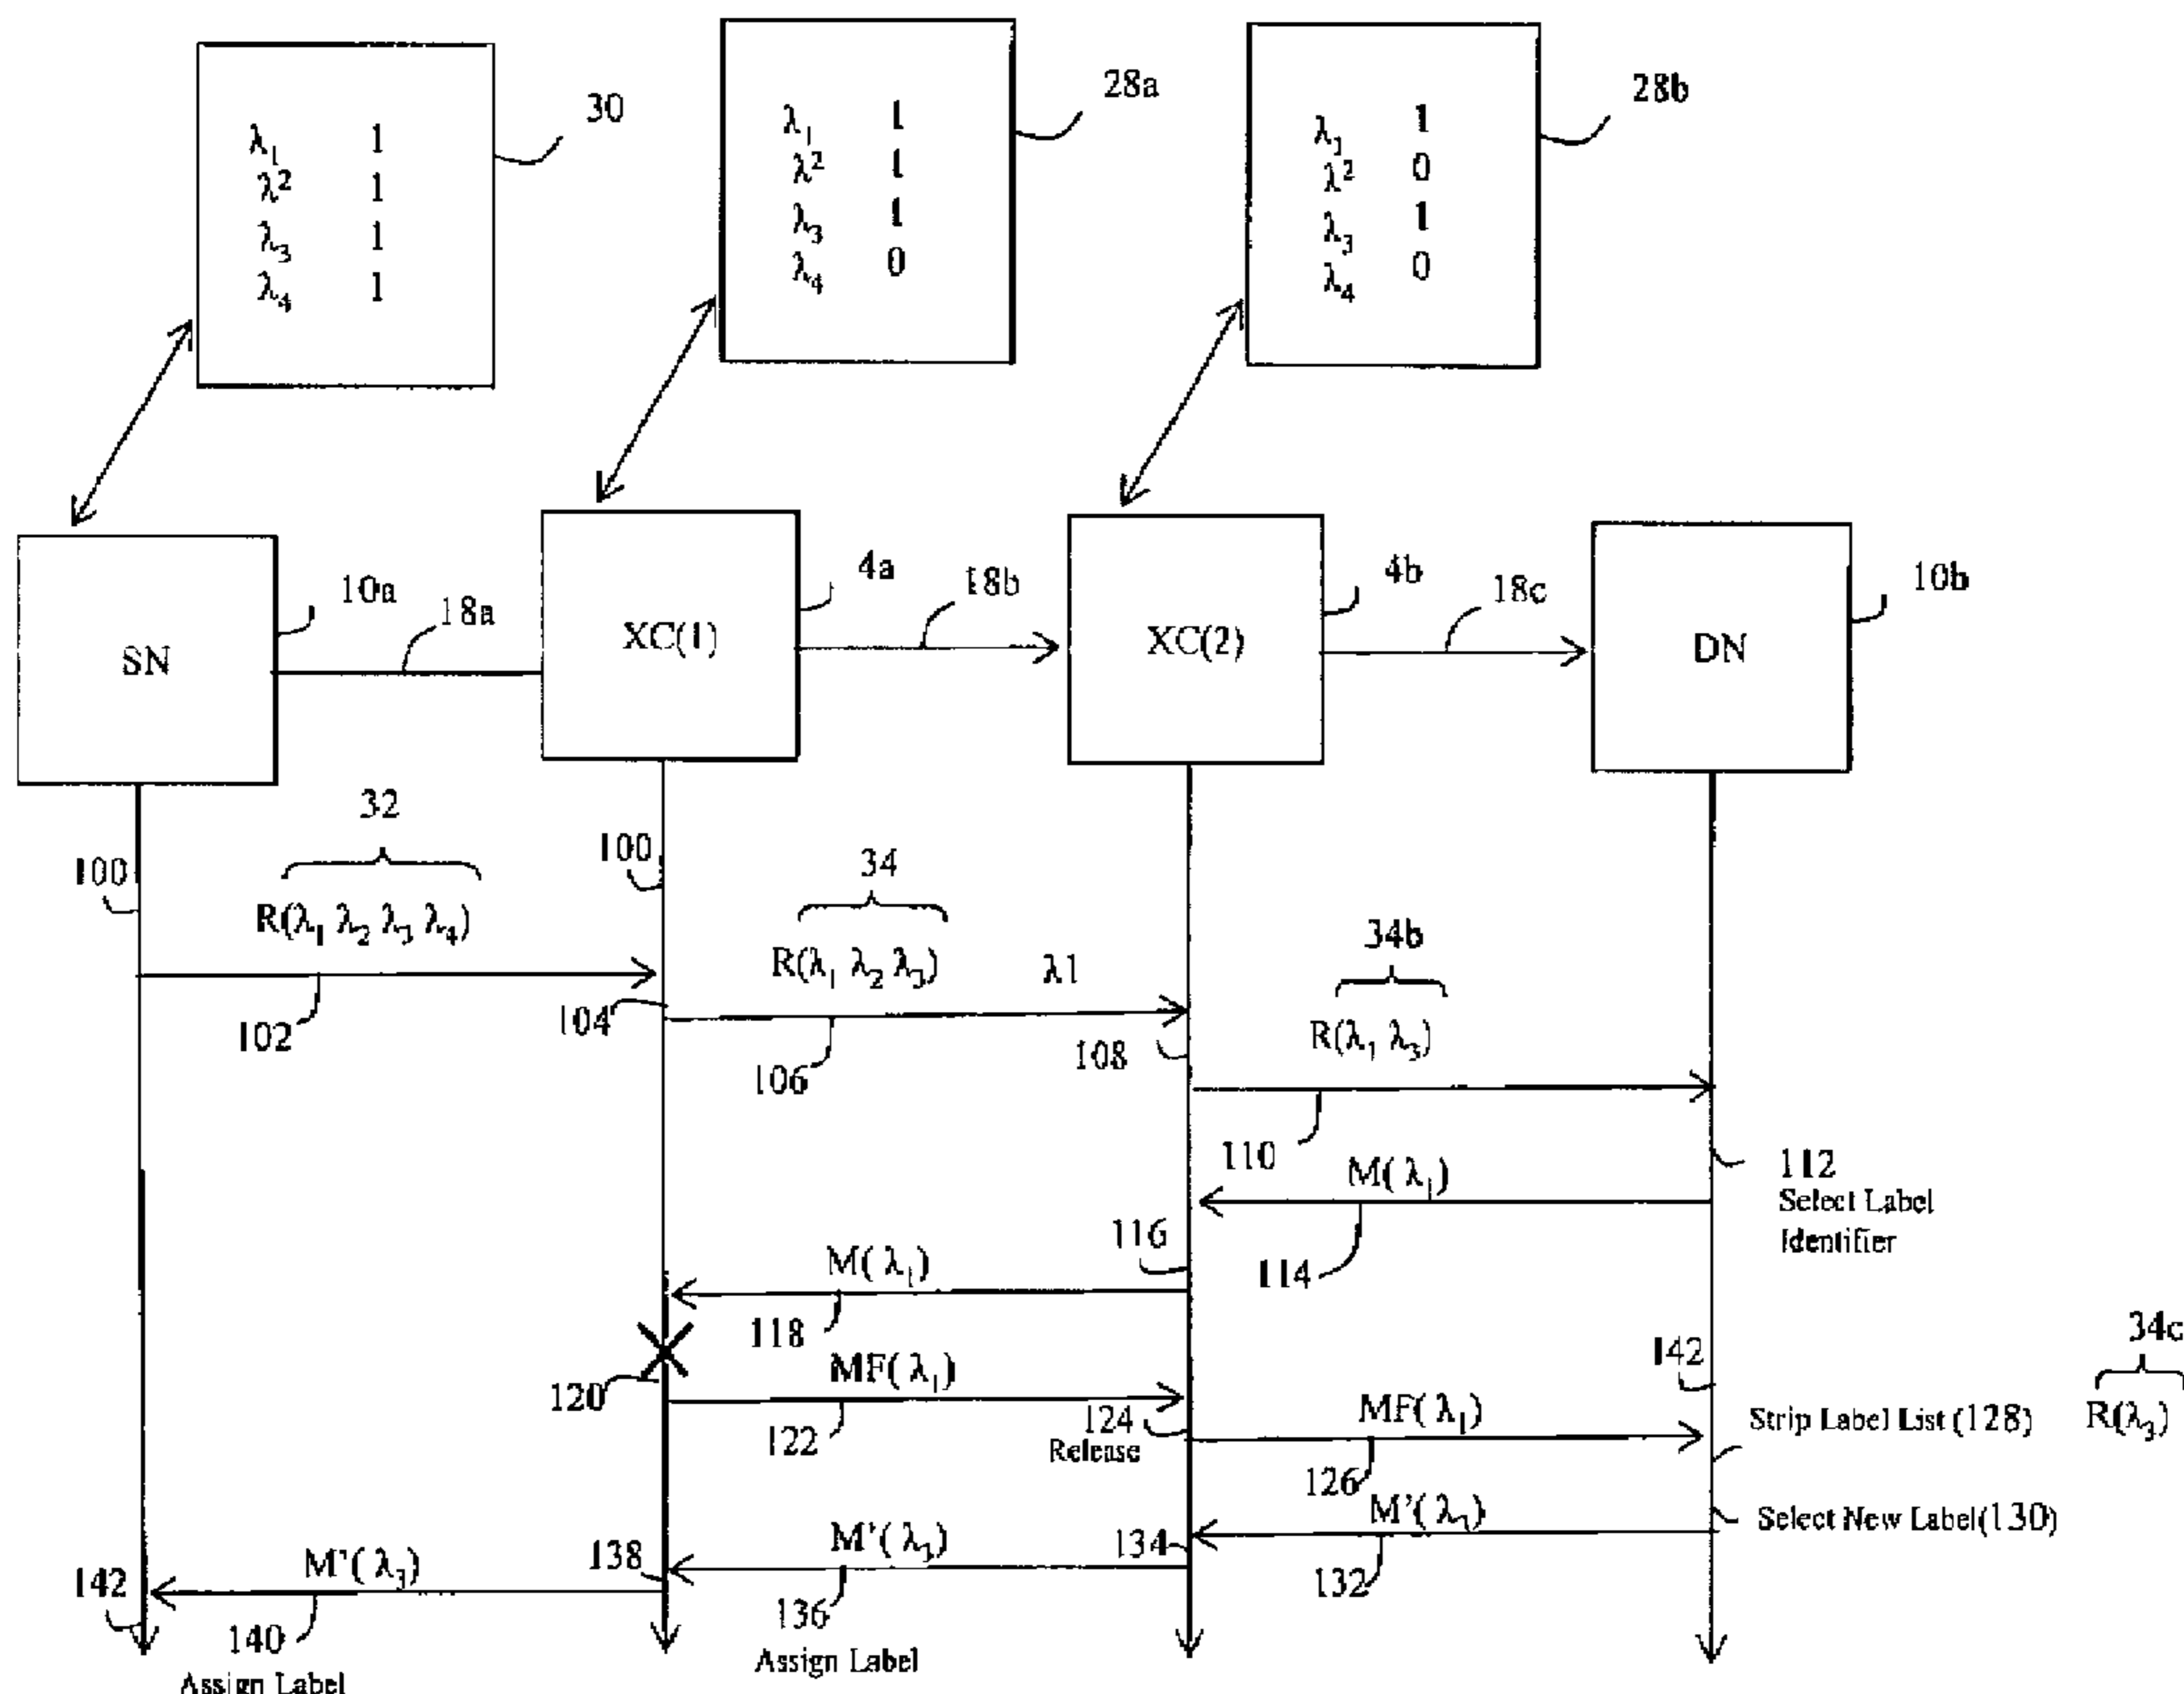 30
λ₁ 1
λ² 1
λ₃ 1
λ₄ 1
28a
λ₁ 1
λ² 1
λ₃ 1
λ₄ 0
28b
λ₁ 1
λ² 0
λ₃ 1
λ₄ 0
SN
10a
18a
XC(1)
4a
18b
XC(2)
4b
18c
DN
10b
32
100
R(λ₁ λ₂ λ₃ λ₄)
102
100
34
R(λ₁ λ₂ λ₃)
λ1
104
106
108
34b
R(λ₁ λ₃)
110
112
Select Label
Identifier
M(λ₁)
114
116
M(λ₁)
118
120
MF(λ₁)
122
124
Release
MF(λ₁)
126
142
Strip Label List (128)
34c
R(λ₃)
M'(λ₃)
Select New Label(130)
132
134
M'(λ₃)
136
Assign Label
138
M'(λ₃)
142
140
Assign Label